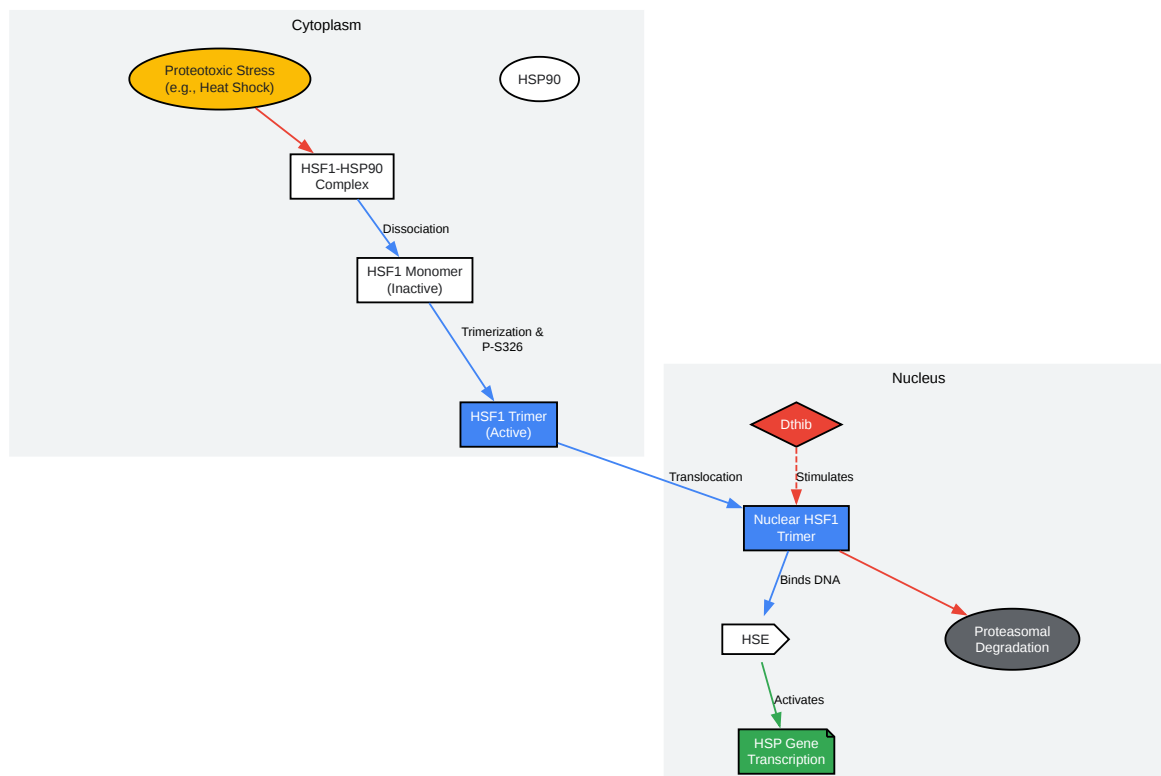 Cytoplasm
Proteotoxic Stress
(e.g., Heat Shock)
HSP90
HSF1-HSP90
Complex
Dissociation
HSF1 Monomer
(Inactive)
Trimerization &
P-S326
HSF1 Trimer
(Active)
Nucleus
Dthib
Translocation
Stimulates
Nuclear HSF1
Trimer
Binds DNA
HSE
Proteasomal
Degradation
Activates
HSP Gene
Transcription